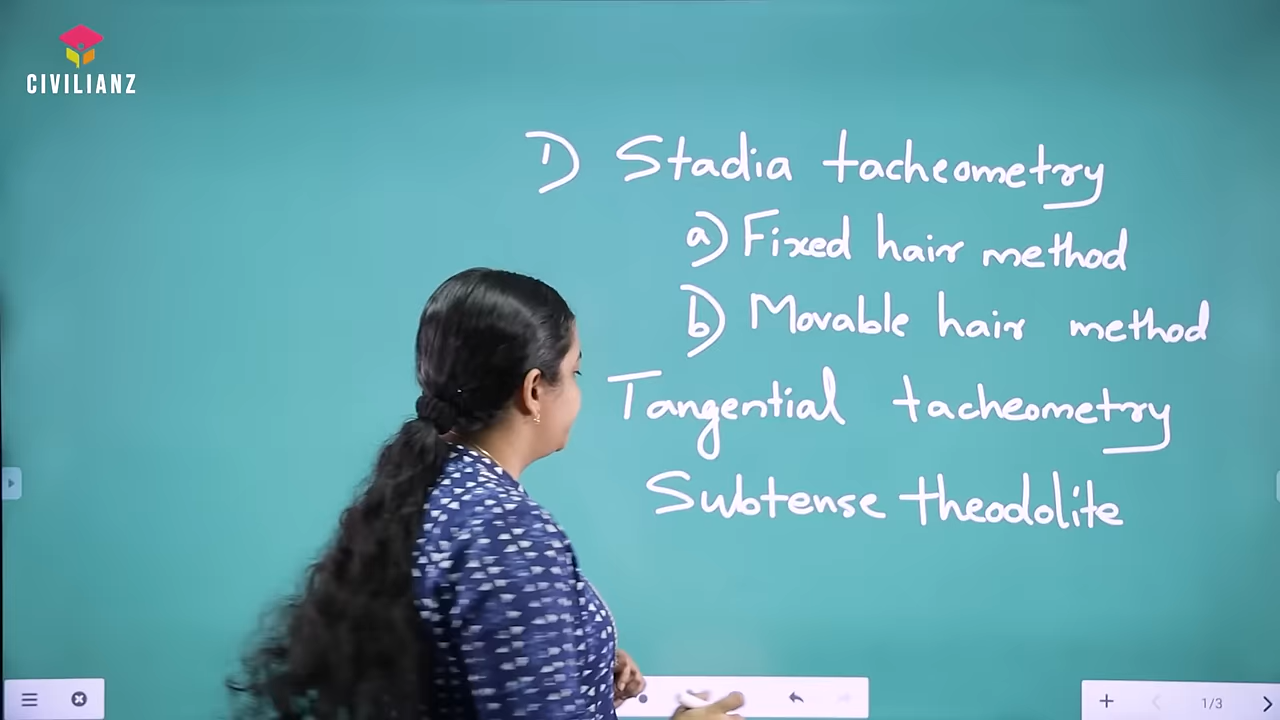 CIVILIANZ
1) Stadia tacheometry
a) Fixed hair method
b) Movable hair method
Tangential tacheometry
Subtense theodolite
1/3